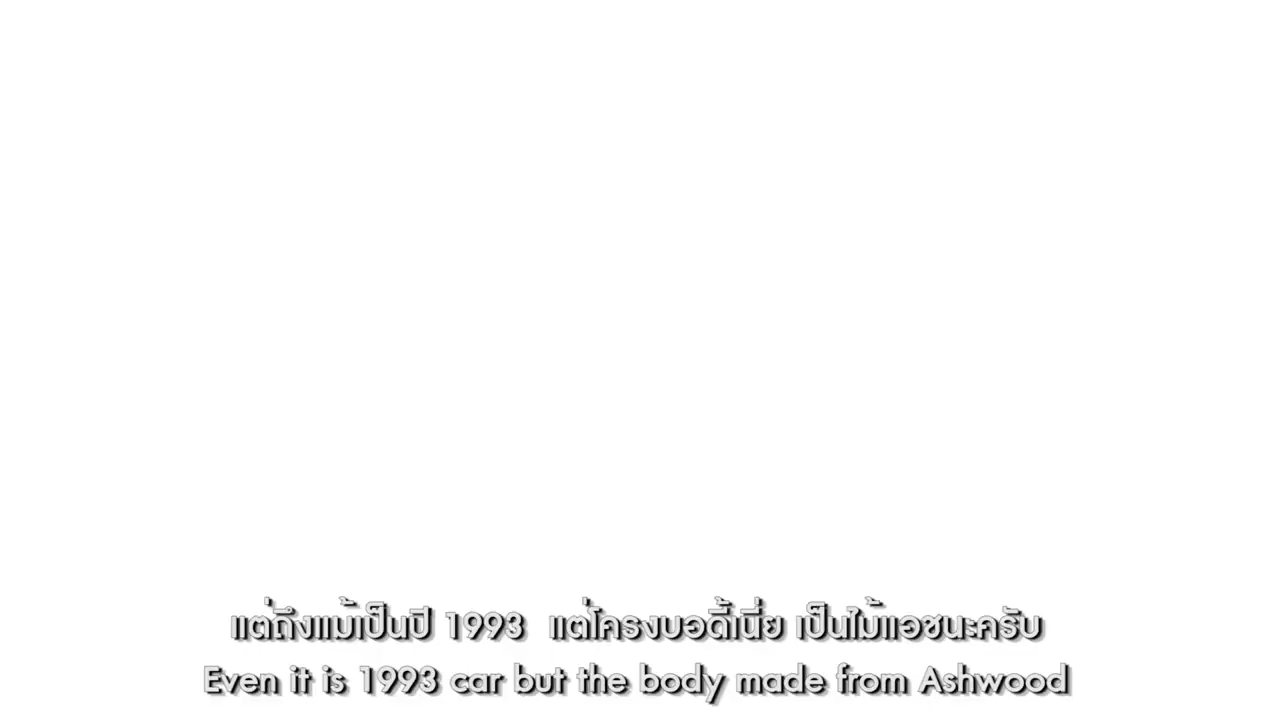 แต่ถึงแม้เป็นปี 1993 แต่โครงบอดี้เนี่ย เป็นไม้แอชนะครับ
Even it is 1993 car but the body made from Ashwood